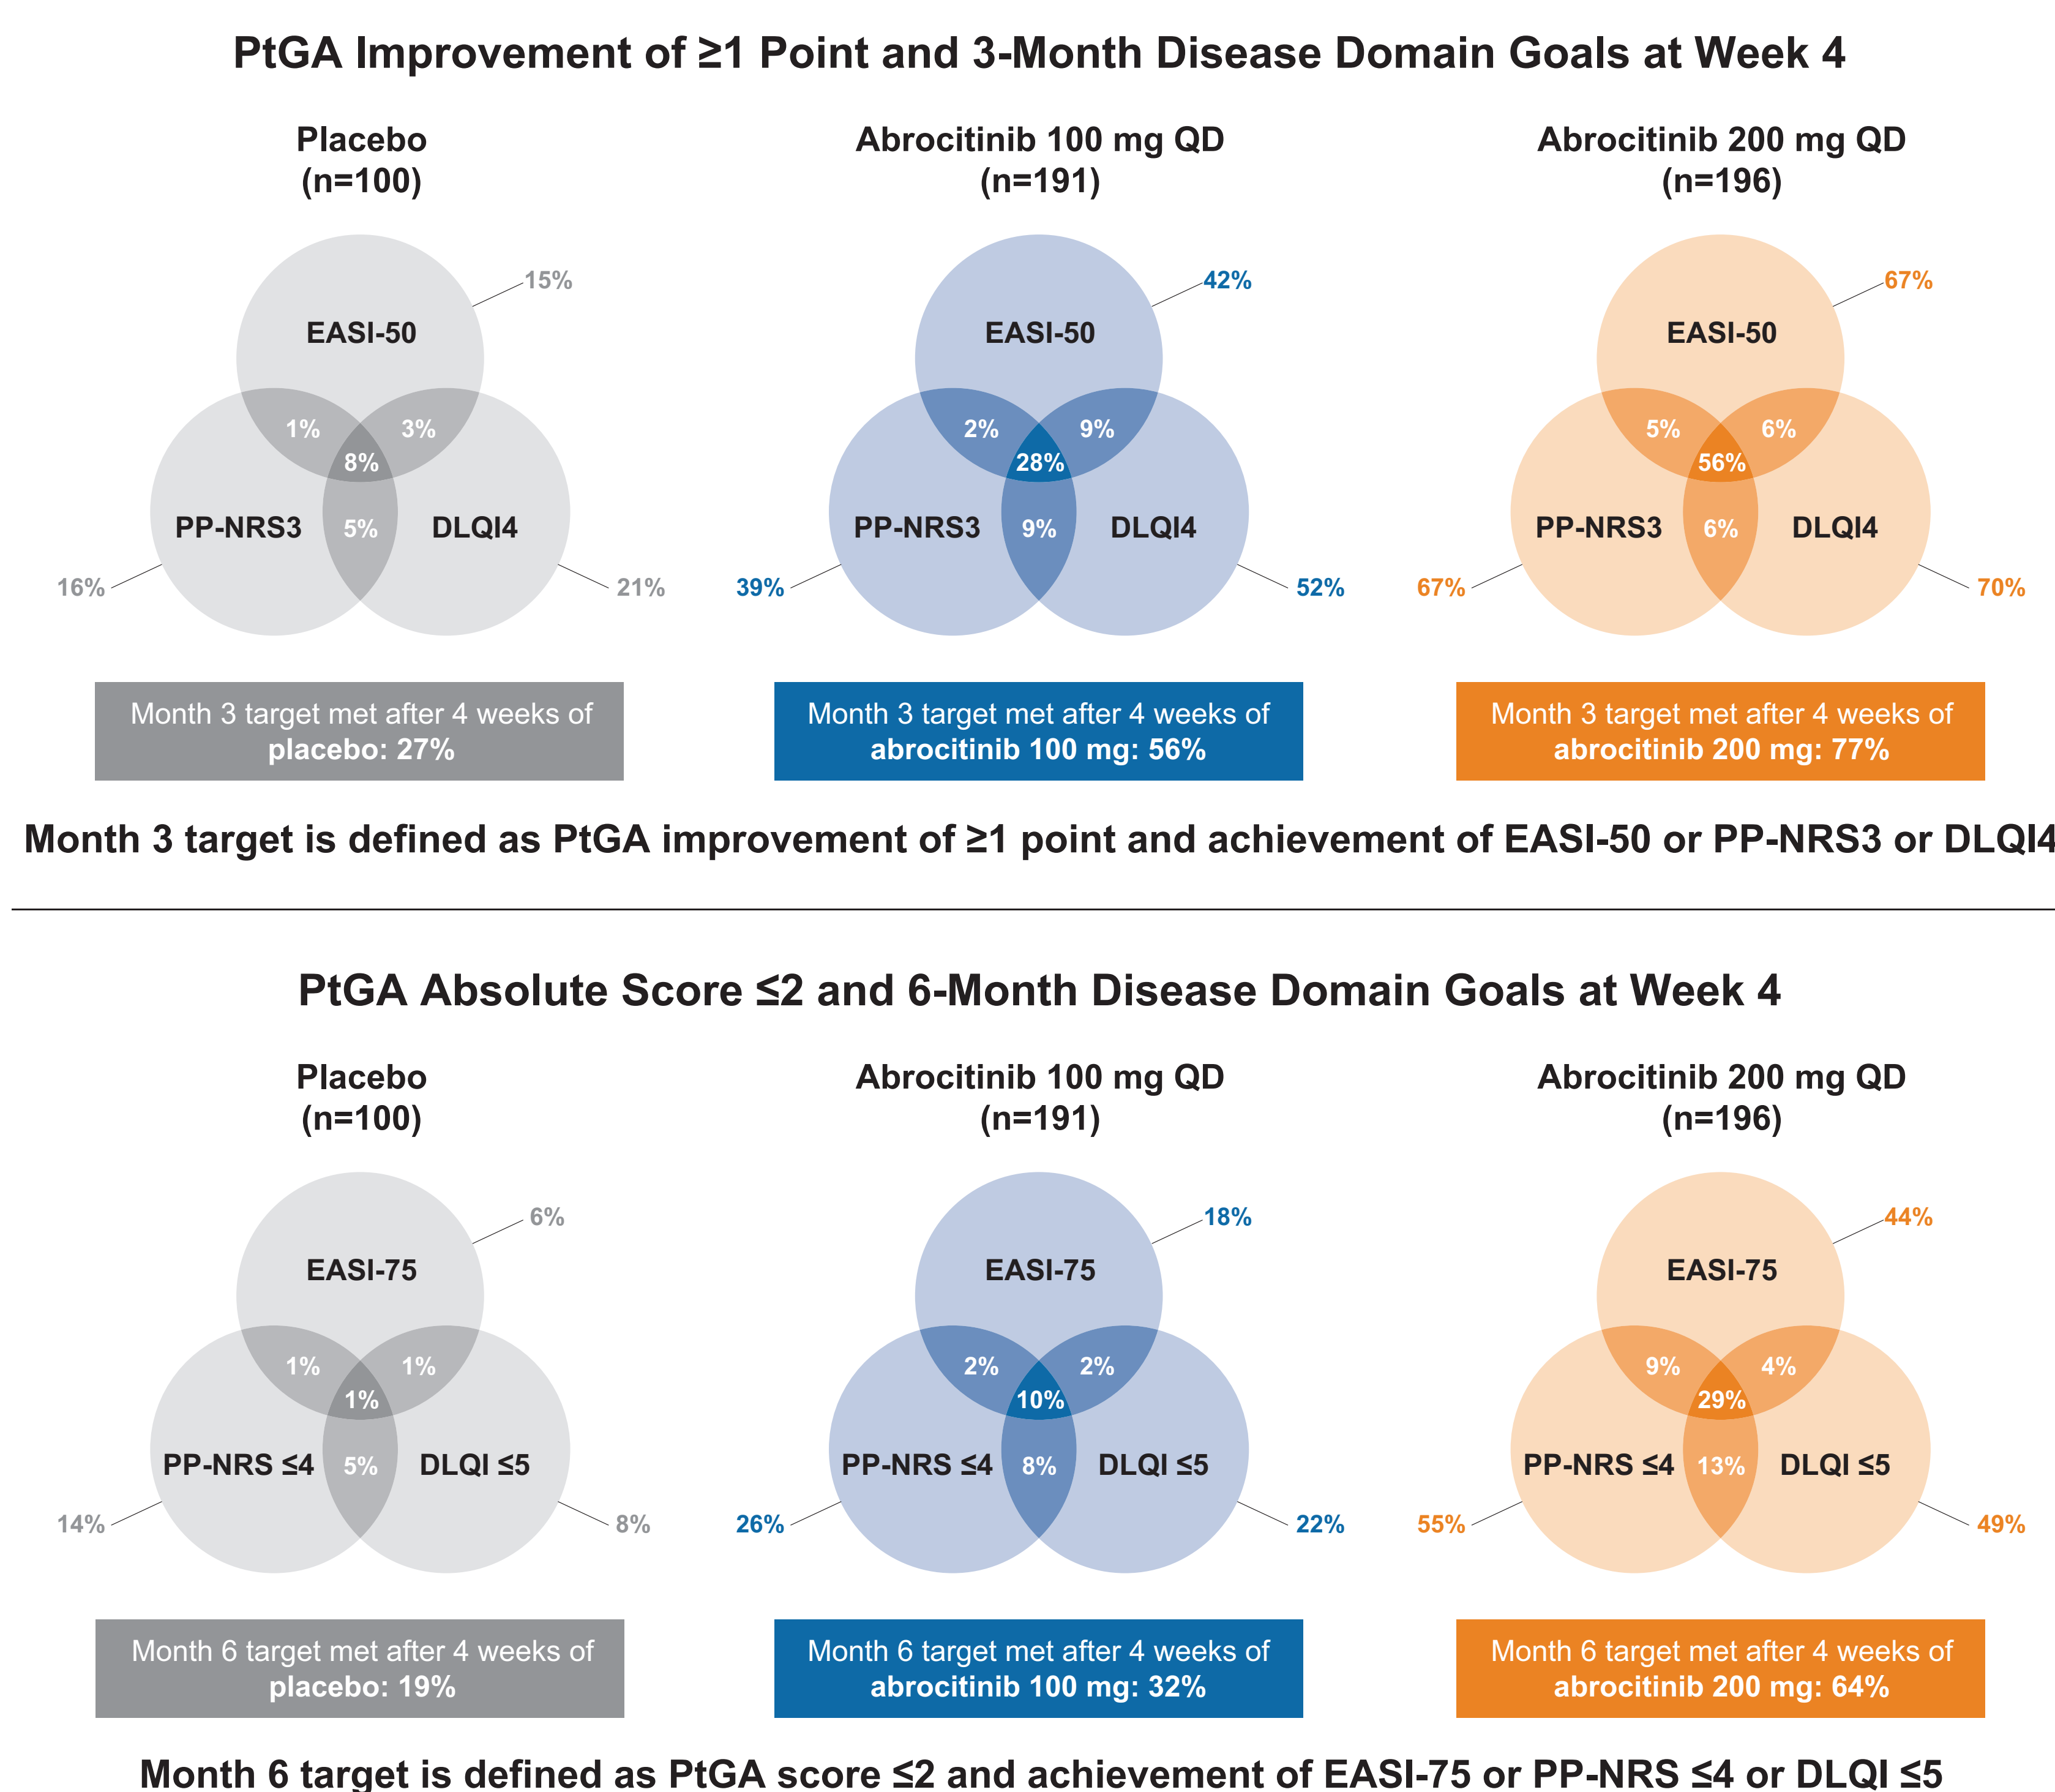 PtGA Improvement of ≥1 Point and 3-Month Disease Domain Goals at Week 4
Placebo
(n=100)
15%
EASI-50
1%
3%
8%
PP-NRS3
5%
DLQI4
16%
21%
Month 3 target met after 4 weeks of
placebo: 27%
Abrocitinib 100 mg QD
(n=191)
42%
EASI-50
2%
9%
28%
PP-NRS3
9%
DLQI4
39%
52%
Month 3 target met after 4 weeks of
abrocitinib 100 mg: 56%
Abrocitinib 200 mg QD
(n=196)
67%
EASI-50
5%
6%
56%
PP-NRS3
6%
DLQI4
67%
70%
Month 3 target met after 4 weeks of
abrocitinib 200 mg: 77%
Month 3 target is defined as PtGA improvement of ≥1 point and achievement of EASI-50 or PP-NRS3 or DLQI4
PtGA Absolute Score ≤2 and 6-Month Disease Domain Goals at Week 4
Placebo
(n=100)
6%
EASI-75
1%
1%
1%
PP-NRS ≤4
5%
DLQI ≤5
14%
8%
Month 6 target met after 4 weeks of
placebo: 19%
Abrocitinib 100 mg QD
(n=191)
18%
EASI-75
2%
2%
10%
PP-NRS ≤4
8%
DLQI ≤5
26%
22%
Month 6 target met after 4 weeks of
abrocitinib 100 mg: 32%
Abrocitinib 200 mg QD
(n=196)
44%
EASI-75
9%
4%
29%
PP-NRS ≤4
13%
DLQI ≤5
55%
49%
Month 6 target met after 4 weeks of
abrocitinib 200 mg: 64%
Month 6 target is defined as PtGA score ≤2 and achievement of EASI-75 or PP-NRS ≤4 or DLQI ≤5